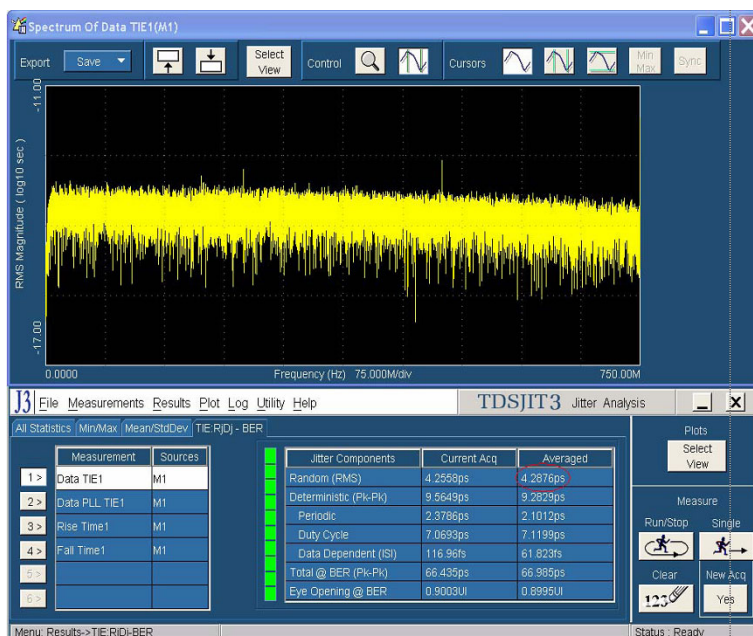 Spectrum Of Data TIE1(M1)
Export Save Select View Control Cursors Min Max Sync
-11.00
RMS Magnitude ( log10 sec )
-17.00
0.0000 Frequency (Hz) 75.000M/div 750.00M
J3 File Measurements Results Plot Log Utility Help TDSJIT3 Jitter Analysis
All Statistics Min/Max Mean/StdDev TIE:RjDj - BER
Measurement Sources
1 > Data TIE1 M1
2 > Data PLL TIE1 M1
3 > Rise Time1 M1
4 > Fall Time1 M1
5 >
6 >
Jitter Components Current Acq Averaged
Random (RMS) 4.2558ps 4.2876ps
Deterministic (Pk-Pk) 9.5649ps 9.2829ps
Periodic 2.3786ps 2.1012ps
Duty Cycle 7.0693ps 7.1199ps
Data Dependent (ISI) 116.96fs 61.823fs
Total @ BER (Pk-Pk) 66.435ps 66.985ps
Eye Opening @ BER 0.9003UI 0.8995UI
Plots
Select View
Measure
Run/Stop Single
Clear New Acq
123 Yes
Menu: Results->TIE:RjDj-BER Status : Ready